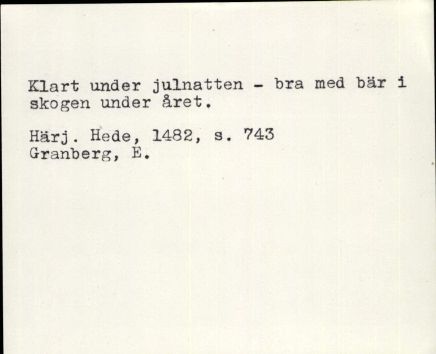 Klart under julnatten - bra med bär i
skogen under året.
Härj. Hede, 1482, s. 743
Granberg, E.